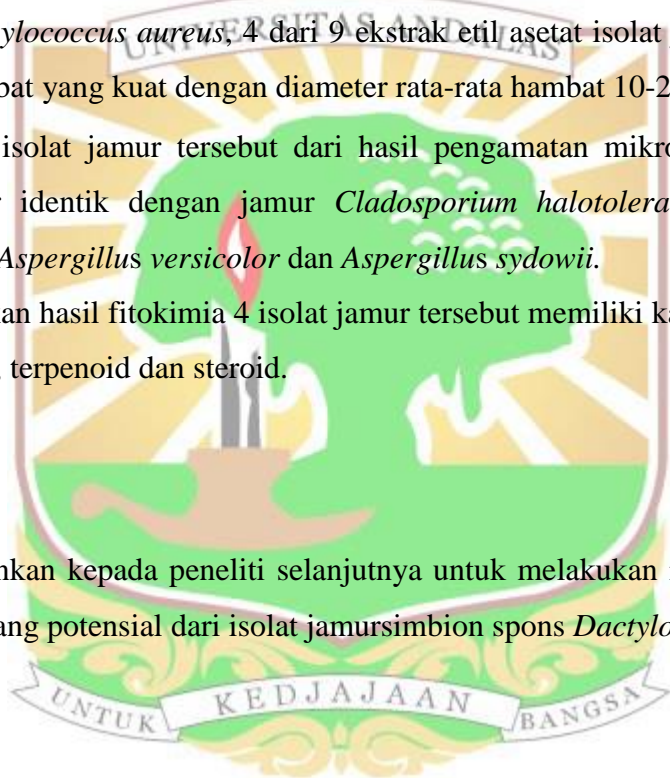 ylococcus aureus, 4 dari 9 ekstrak etil asetat isolat
UNIVERSITAS ANDALAS
bat yang kuat dengan diameter rata-rata hambat 10-2
isolat jamur tersebut dari hasil pengamatan mikro
identik dengan jamur Cladosporium halotolera
Aspergillus versicolor dan Aspergillus sydowii.
an hasil fitokimia 4 isolat jamur tersebut memiliki ka
terpenoid dan steroid.
nkan kepada peneliti selanjutnya untuk melakukan
ang potensial dari isolat jamursimbion spons Dactylo
UNTUK KEDJAJAAN BANGSA